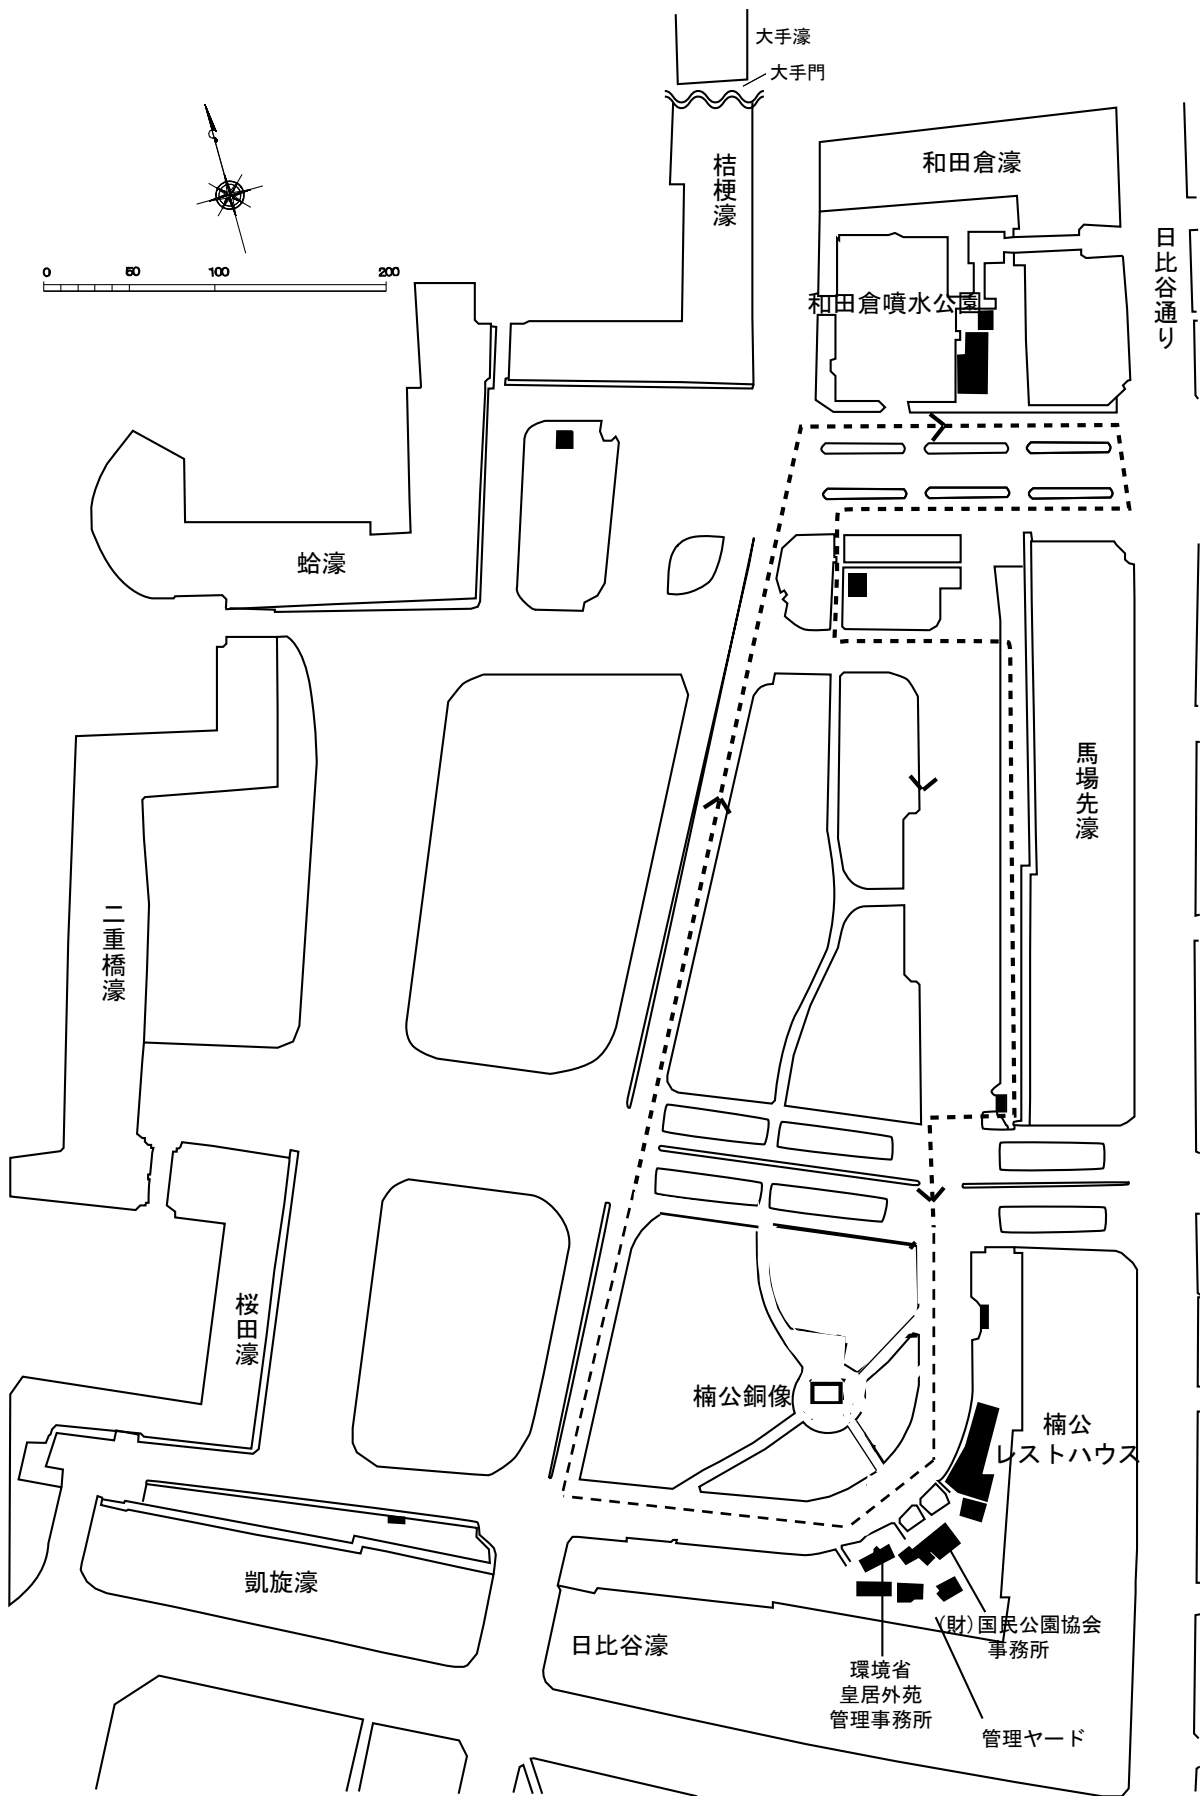 大手濠
大手門
桔梗濠
和田倉濠
日比谷通り
0 50 100 200
和田倉噴水公園
蛤濠
馬場先濠
二重橋濠
桜田濠
楠公銅像
楠公
レストハウス
凱旋濠
日比谷濠
(財)国民公園協会
事務所
環境省
皇居外苑
管理事務所
管理ヤード